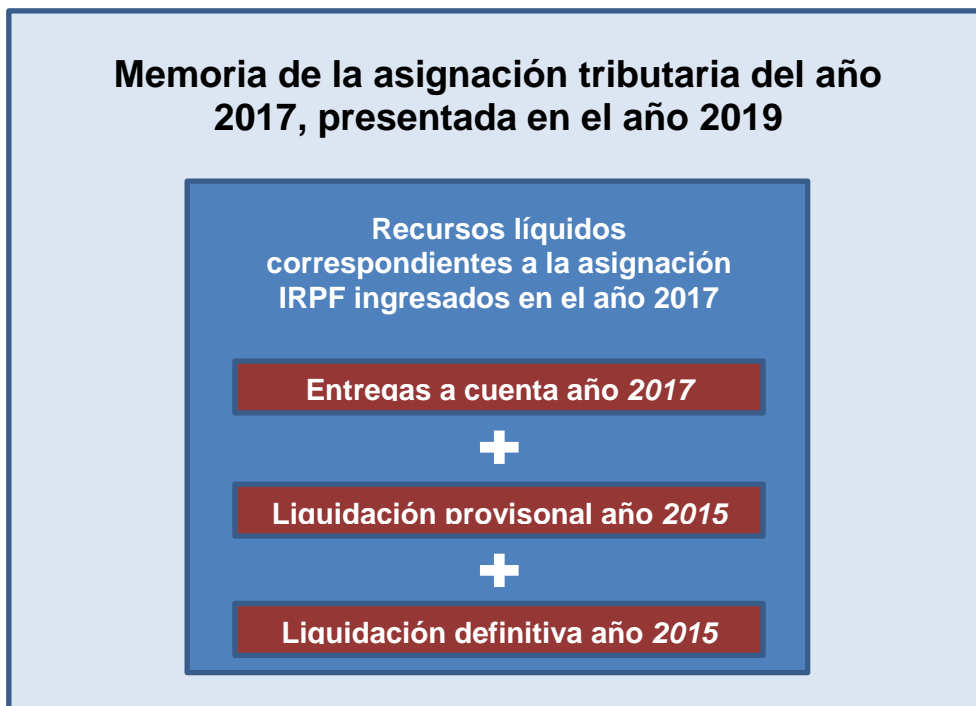 Memoria de la asignación tributaria del año
2017, presentada en el año 2019
Recursos líquidos
correspondientes a la asignación
IRPF ingresados en el año 2017
Entregas a cuenta año 2017
Liquidación provisonal año 2015
Liquidación definitiva año 2015